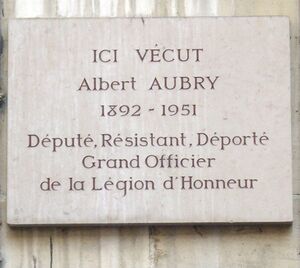 ICI VÉCUT
Albert AUBRY
1892 - 1951
Député, Résistant, Déporté
Grand Officier
de la Légion d'Honneur